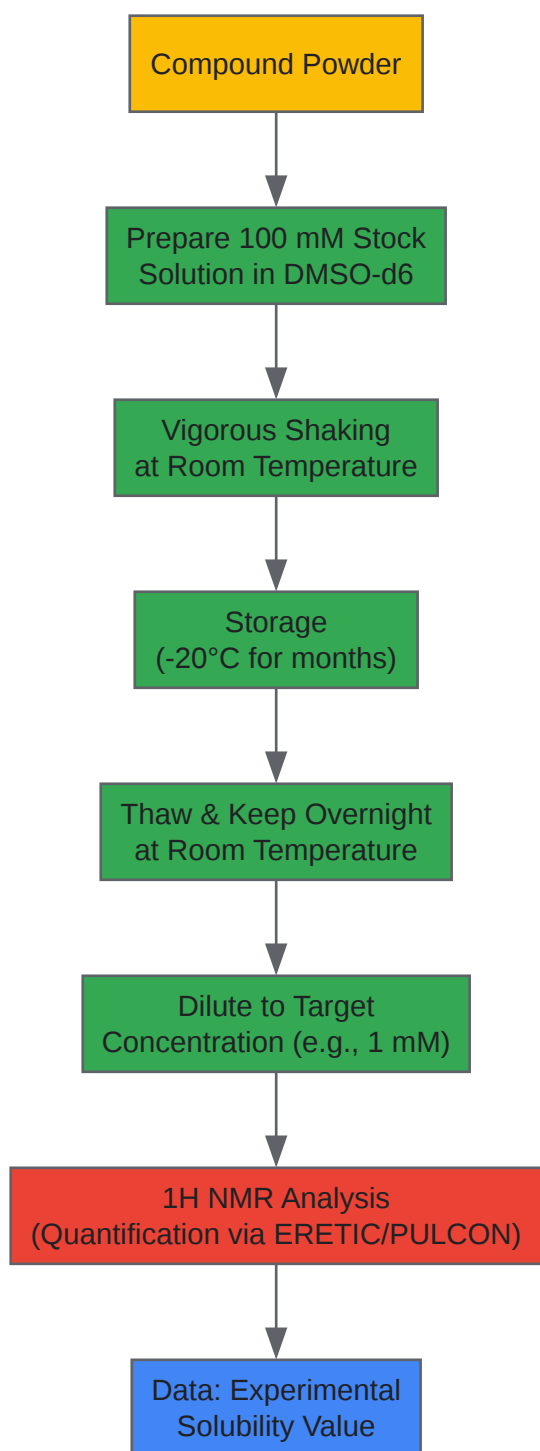 Compound Powder
Prepare 100 mM Stock
Solution in DMSO-d6
Vigorous Shaking
at Room Temperature
Storage
(-20°C for months)
Thaw & Keep Overnight
at Room Temperature
Dilute to Target
Concentration (e.g., 1 mM)
1H NMR Analysis
(Quantification via ERETIC/PULCON)
Data: Experimental
Solubility Value